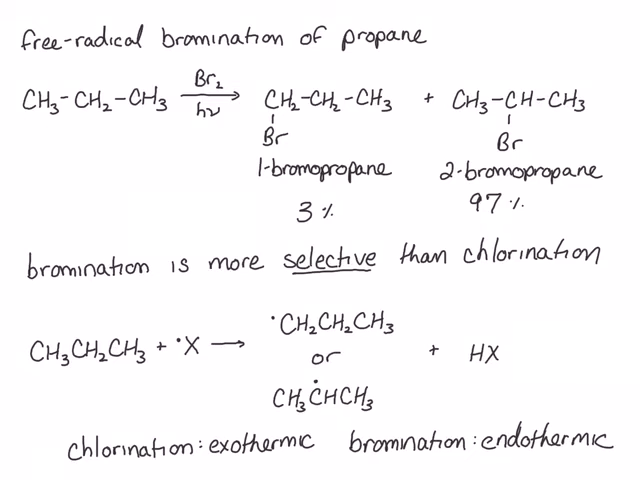 free-radical bromination of propane
CH₃-CH₂-CH₃ Br₂ hν → CH₂-CH₂-CH₃ + CH₃-CH-CH₃
Br Br
1-bromopropane 2-bromopropane
3 % 97 %
bromination is more selective than chlorination
·CH₂CH₂CH₃
CH₃CH₂CH₃ + ·X → or + HX
CH₃ĊHCH₃
chlorination: exothermic bromination: endothermic